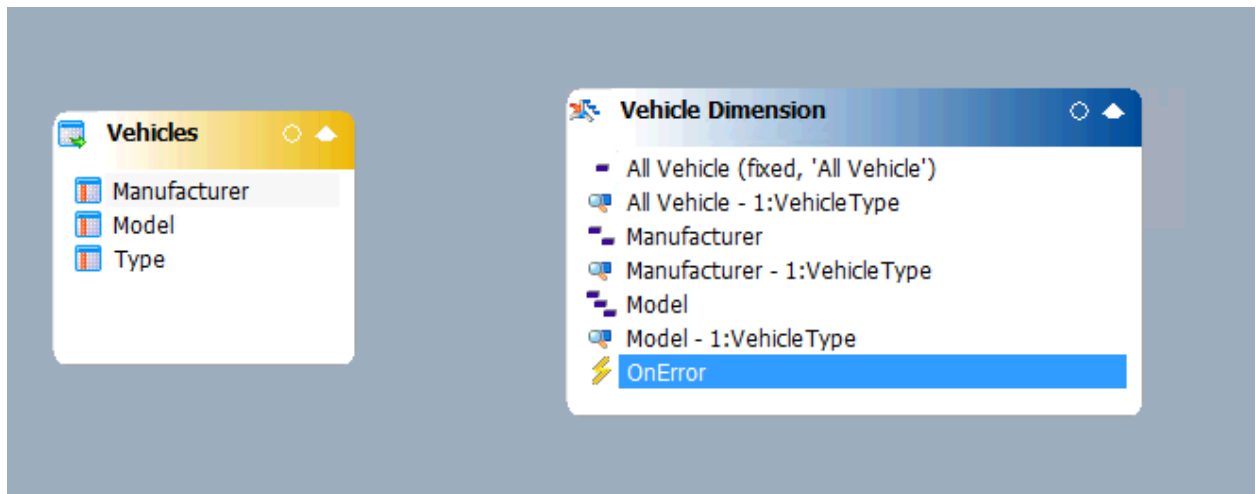 Vehicles
Manufacturer
Model
Type
Vehicle Dimension
All Vehicle (fixed, 'All Vehicle')
All Vehicle - 1:VehicleType
Manufacturer
Manufacturer - 1:VehicleType
Model
Model - 1:VehicleType
OnError